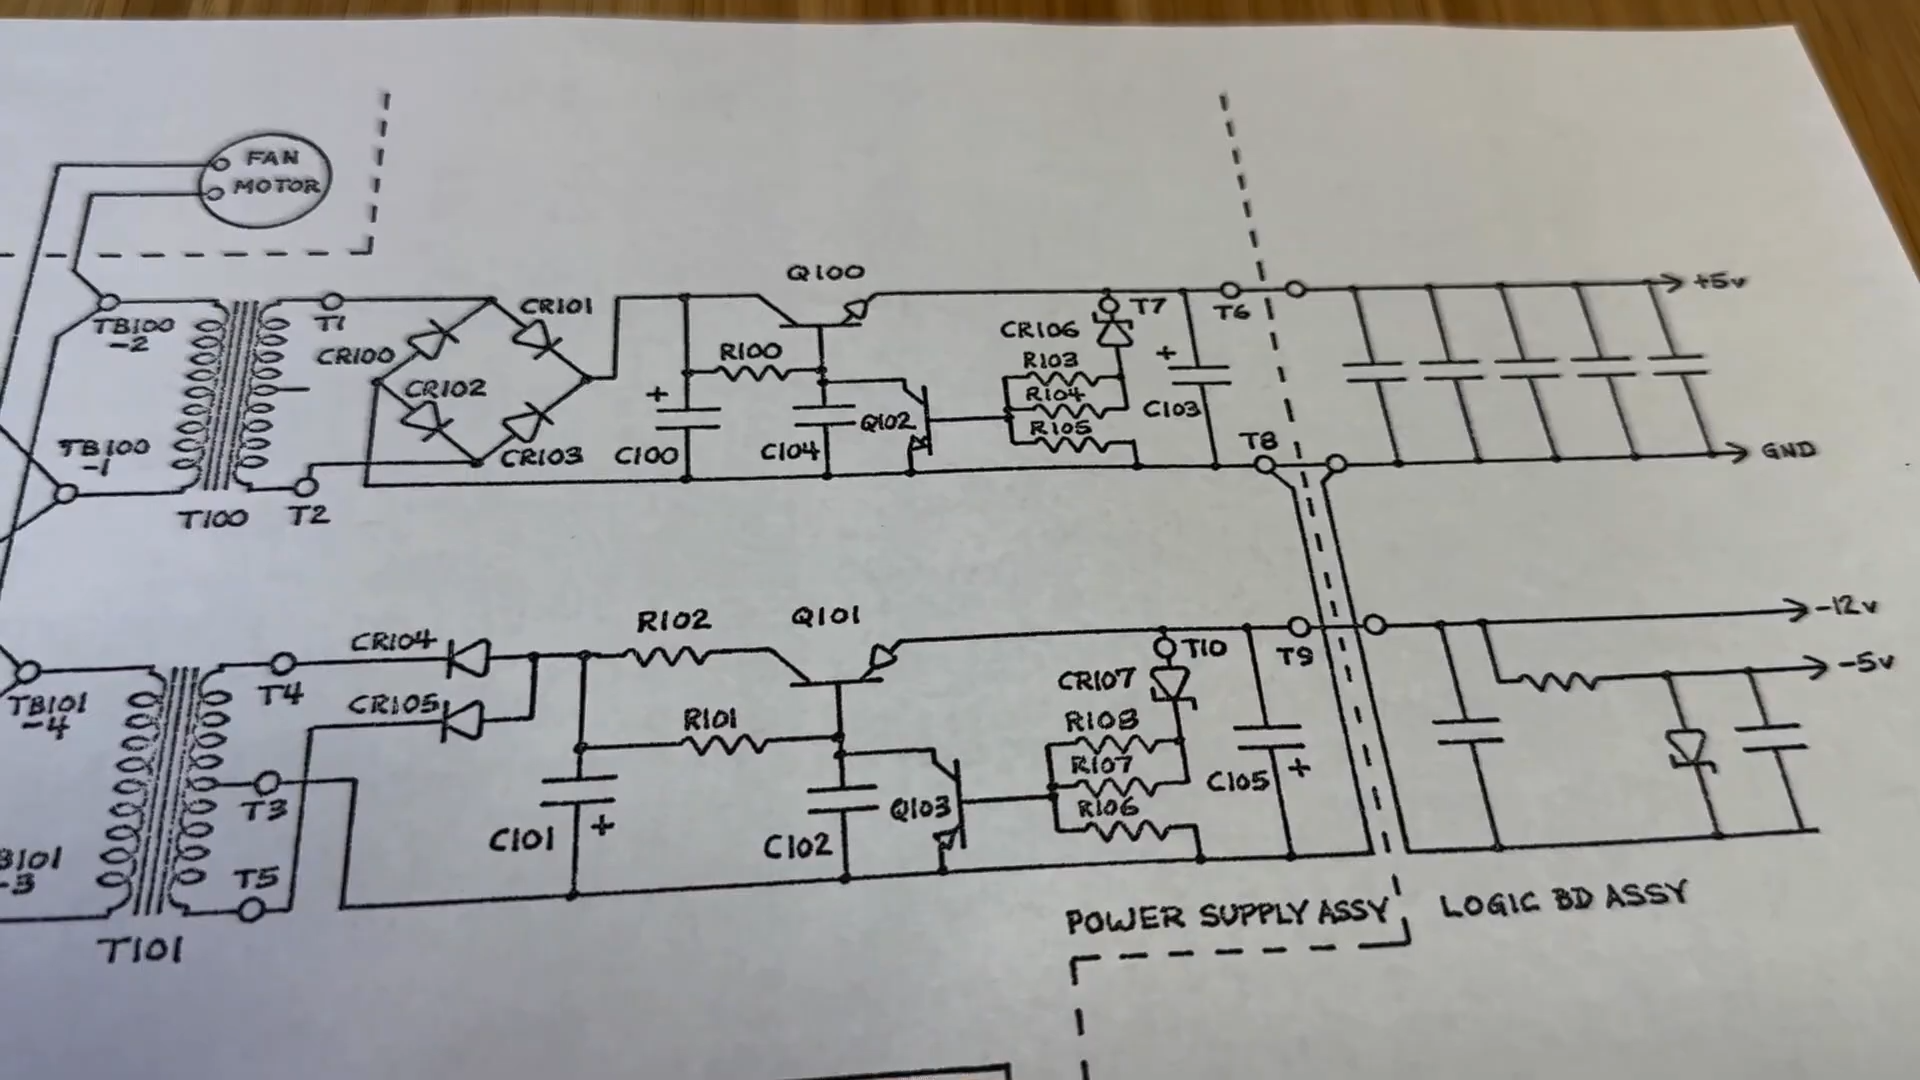 FAN
MOTOR
Q100
CR101
T1
T7
T6
+5v
TB100
-2
CR100
CR106
R100
R103
CR102
R104
+
+
C103
R105
Q102
T8
TB100
-1
CR103
C100
C104
GND
T100
T2
R102
Q101
-12v
CR104
T10
T9
-5v
T4
CR107
TB101
-4
CR105
R101
R108
R107
C105
+
T3
Q103
R106
C101
+
C102
B101
-3
T5
POWER SUPPLY ASSY
LOGIC BD ASSY
T101